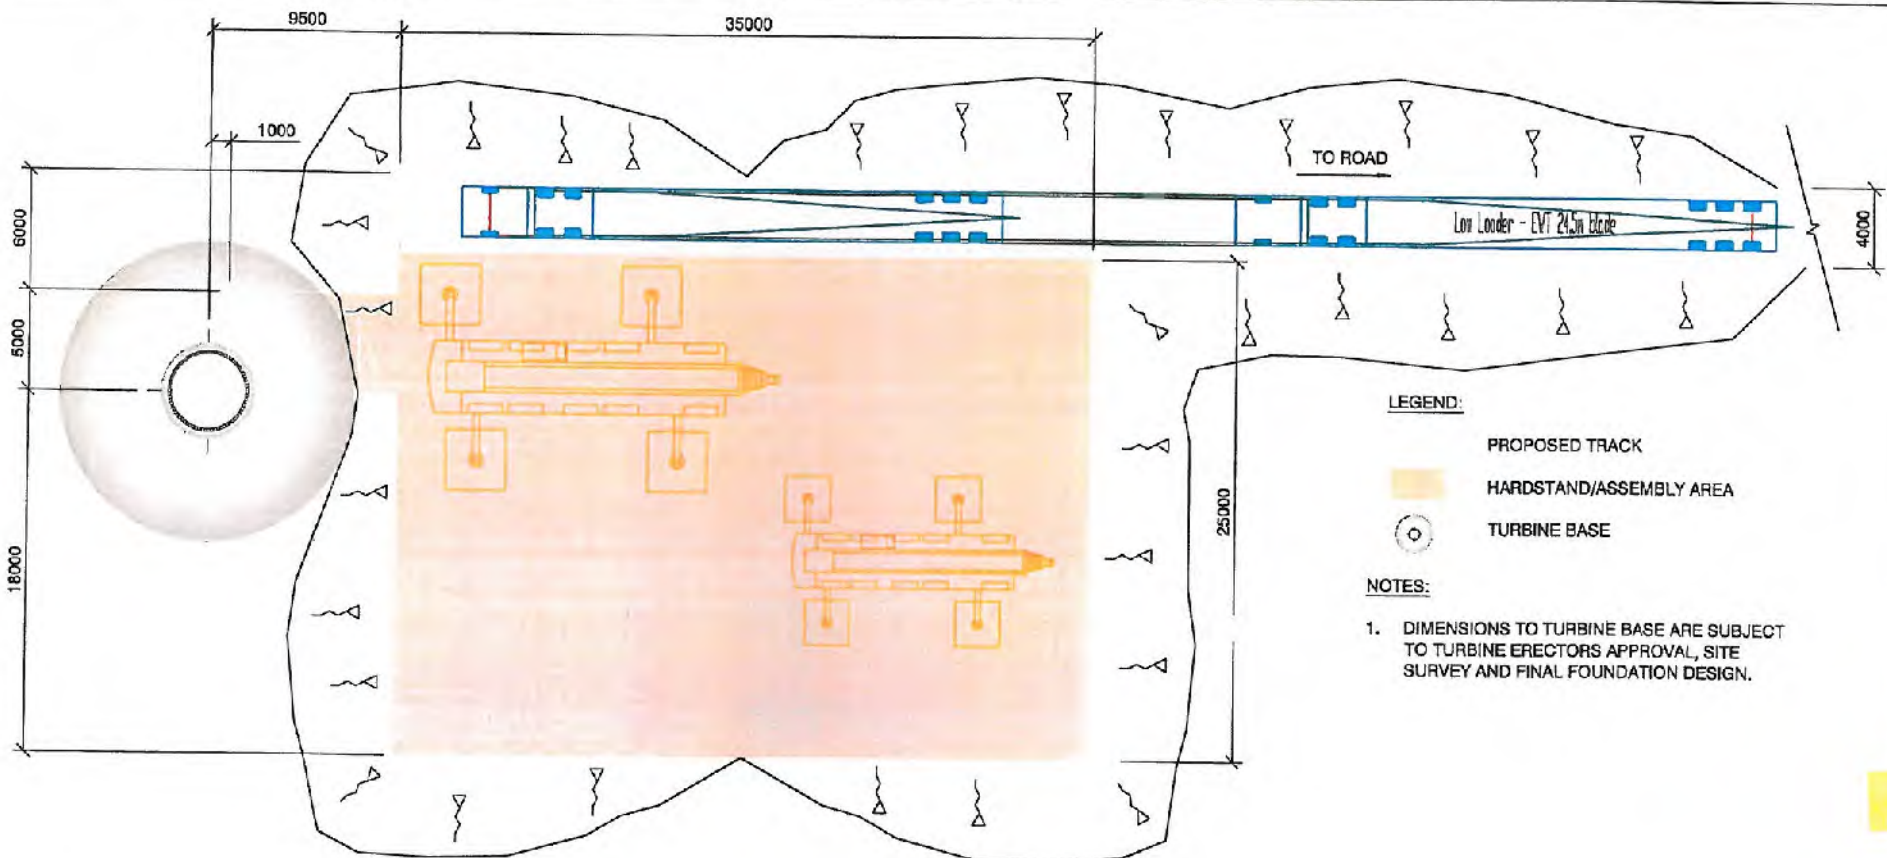 9500
35000
1000
TO ROAD
6000
4000
Low Loader - EWT 24.5m blade
5000
LEGEND:
PROPOSED TRACK
HARDSTAND/ASSEMBLY AREA
25000
TURBINE BASE
18000
NOTES:
1. DIMENSIONS TO TURBINE BASE ARE SUBJECT
TO TURBINE ERECTORS APPROVAL, SITE
SURVEY AND FINAL FOUNDATION DESIGN.